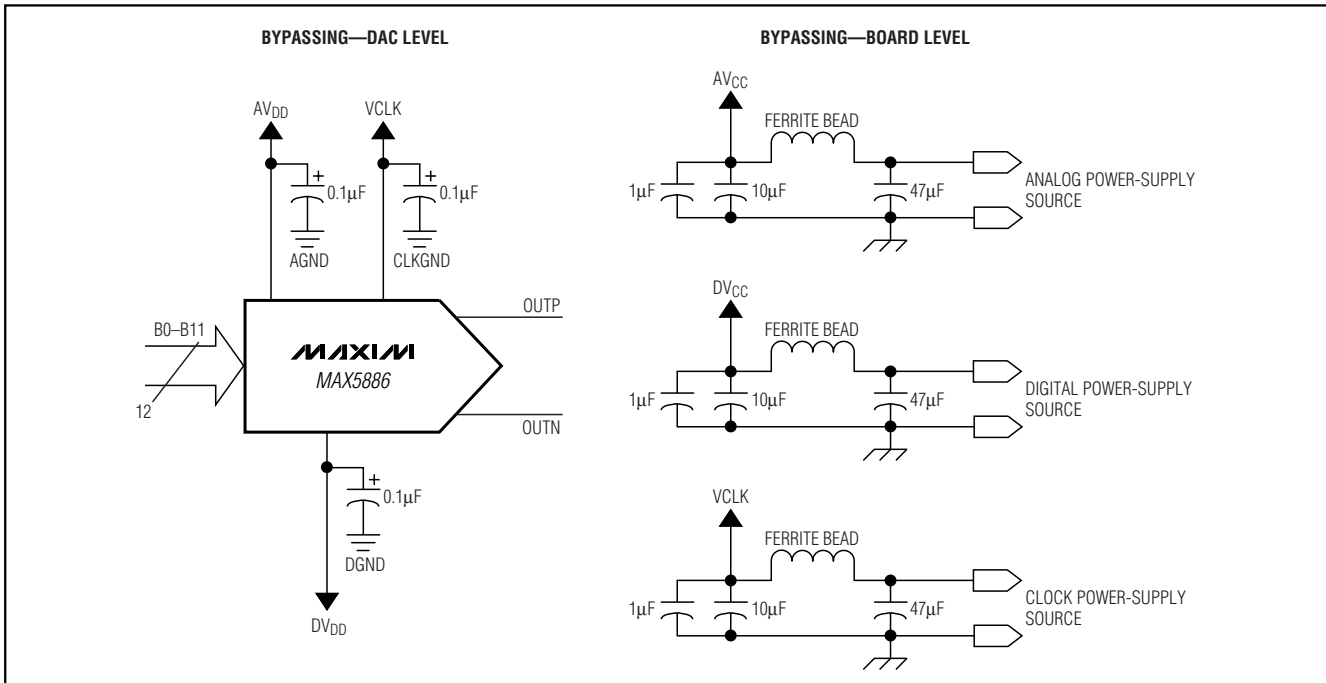 BYPASSING—DAC LEVEL
AVDD
VCLK
+
0.1µF
+
0.1µF
AGND
CLKGND
OUTP
B0–B11
MAXIM
MAX5886
12
OUTN
+
0.1µF
DGND
DVDD
BYPASSING—BOARD LEVEL
AVCC
FERRITE BEAD
1µF
10µF
47µF
ANALOG POWER-SUPPLY
SOURCE
DVCC
FERRITE BEAD
1µF
10µF
47µF
DIGITAL POWER-SUPPLY
SOURCE
VCLK
FERRITE BEAD
1µF
10µF
47µF
CLOCK POWER-SUPPLY
SOURCE